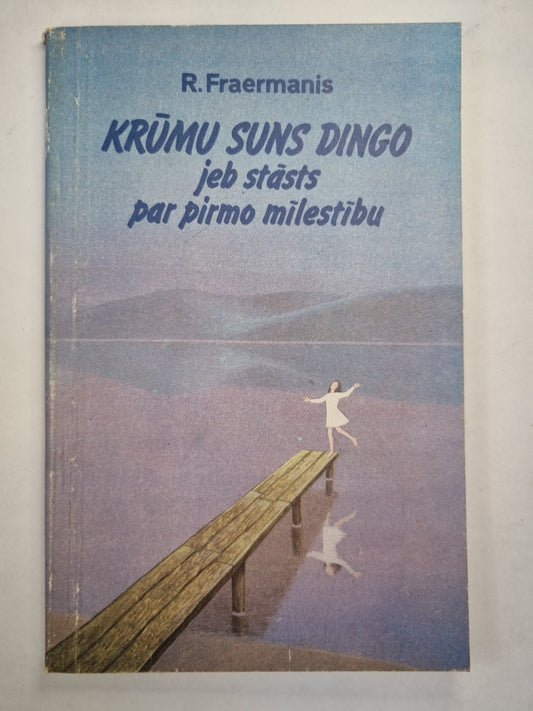 R. Fraermanis
KRŪMU SUNS DINGO
jeb stāsts
par pirmo mīlestību